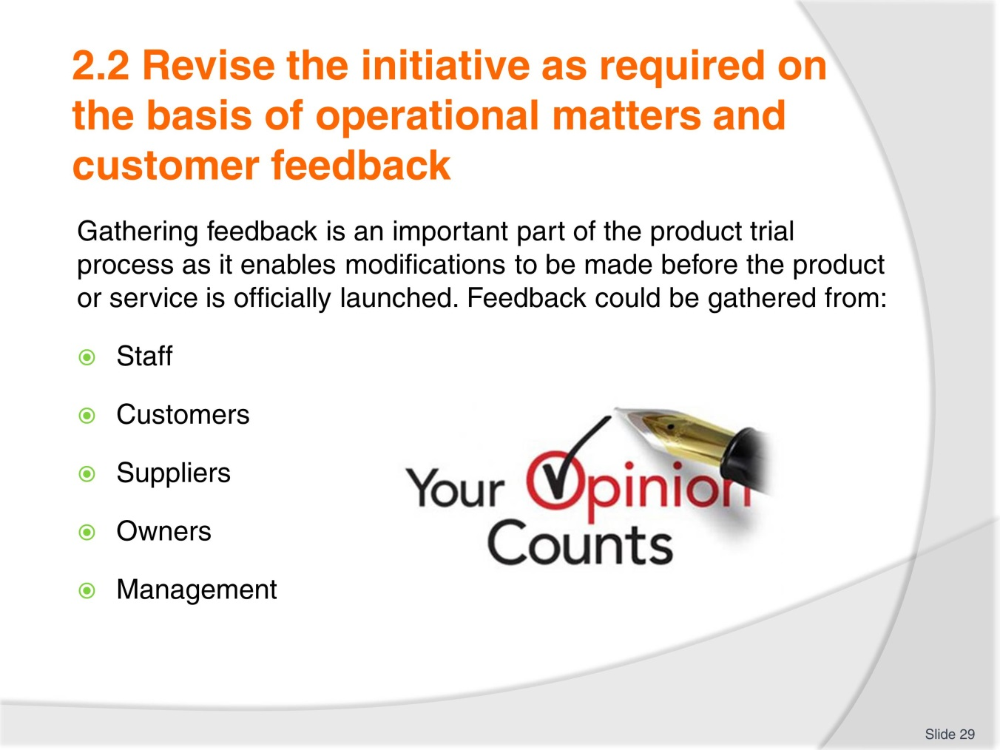 2.2 Revise the initiative as required on
the basis of operational matters and
customer feedback
Gathering feedback is an important part of the product trial
process as it enables modifications to be made before the product
or service is officially launched. Feedback could be gathered from:
Staff
Customers
Suppliers
Owners
Management
Your Opinion
Counts
Slide 29